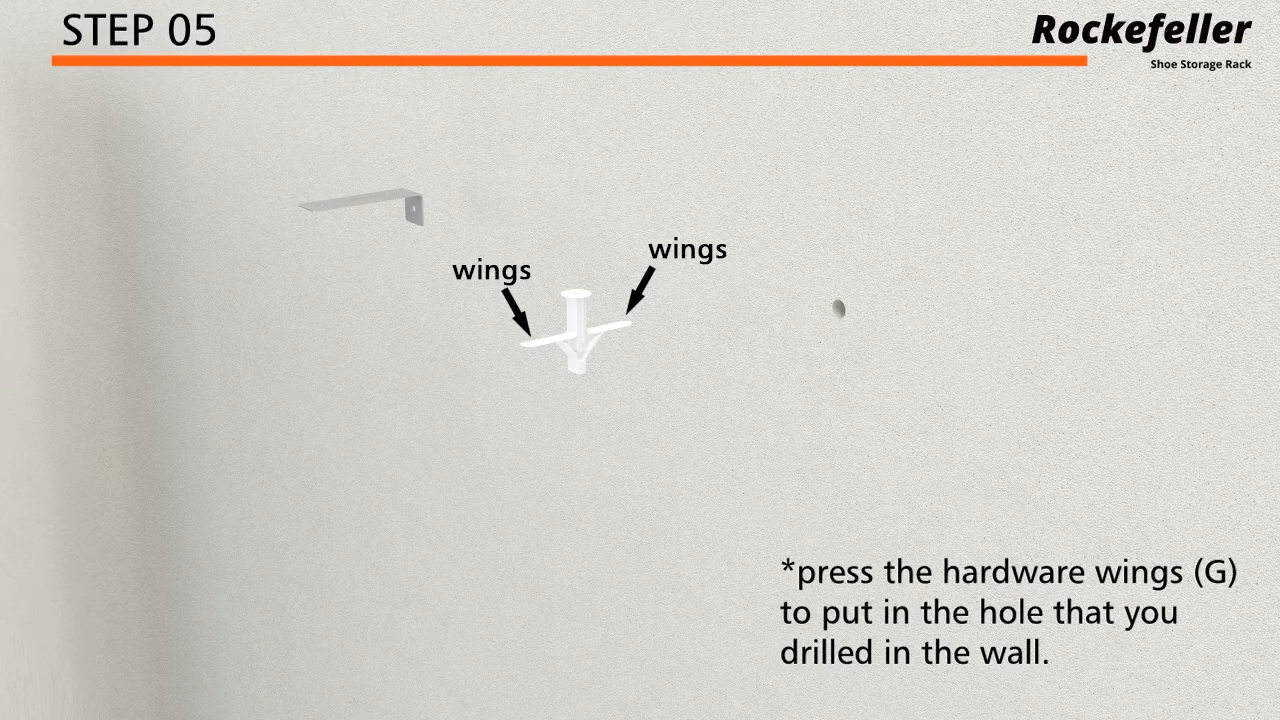 STEP 05
Rockefeller
Shoe Storage Rack
wings
wings
*press the hardware wings (G)
to put in the hole that you
drilled in the wall.